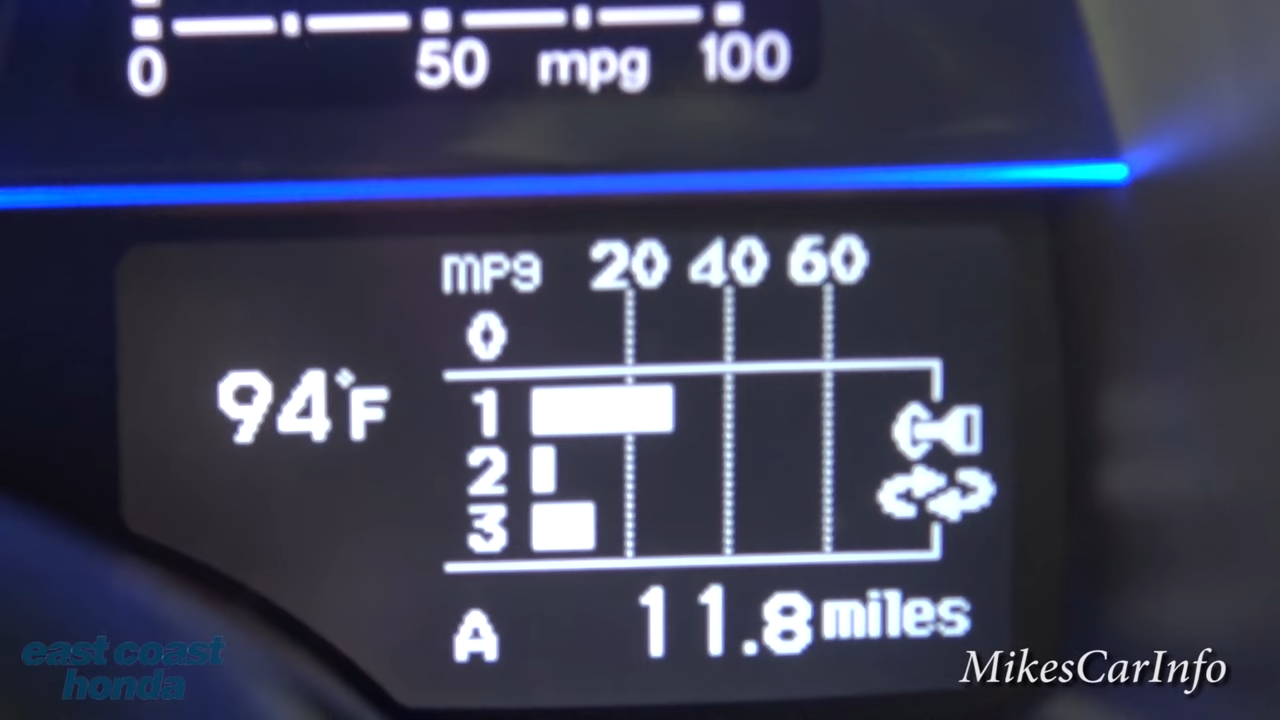 0 50 mpg 100
MPG 20 40 60
0
94°F
1
2
3
A 11.8 miles
east coast
honda
MikesCarInfo